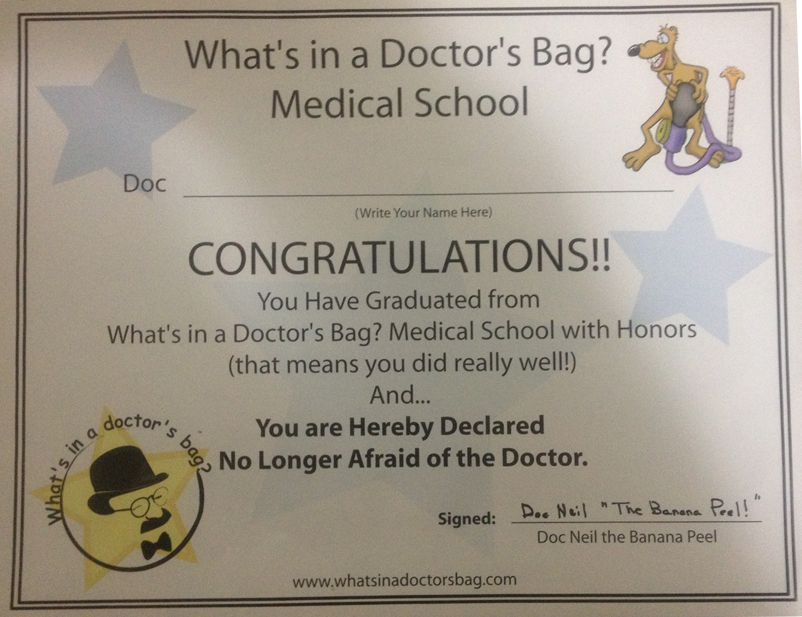 What's in a Doctor's Bag?
Medical School
Doc
(Write Your Name Here)
CONGRATULATIONS!!
You Have Graduated from
What's in a Doctor's Bag? Medical School with Honors
(that means you did really well!)
And...
You are Hereby Declared
No Longer Afraid of the Doctor.
What's in a doctor's bag?
Signed: Doc Neil "The Banana Peel!"
Doc Neil the Banana Peel
www.whatsinadoctorsbag.com